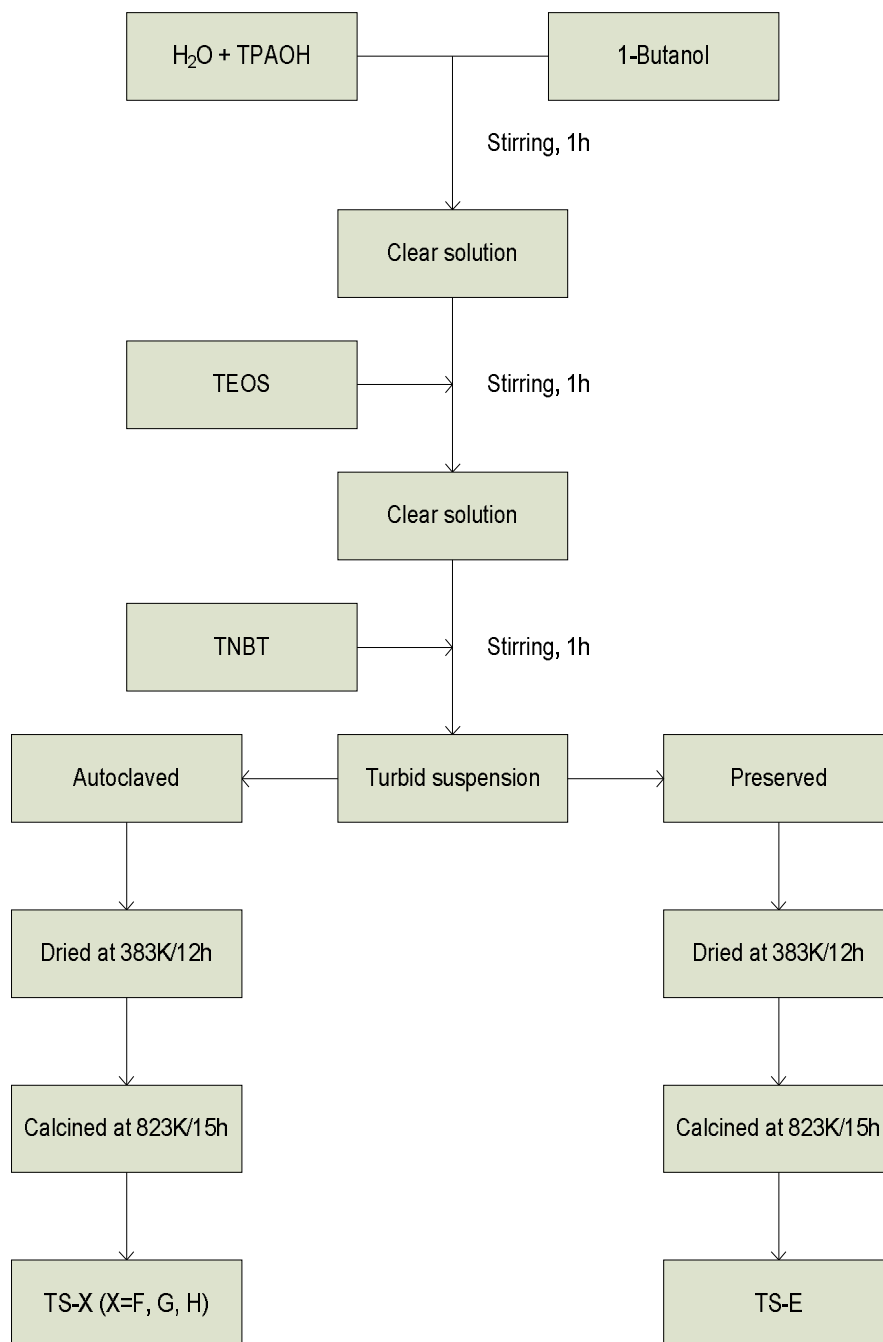 H₂O + TPAOH
1-Butanol
Stirring, 1h
Clear solution
TEOS
Stirring, 1h
Clear solution
TNBT
Stirring, 1h
Autoclaved
Turbid suspension
Preserved
Dried at 383K/12h
Dried at 383K/12h
Calcined at 823K/15h
Calcined at 823K/15h
TS-X (X=F, G, H)
TS-E